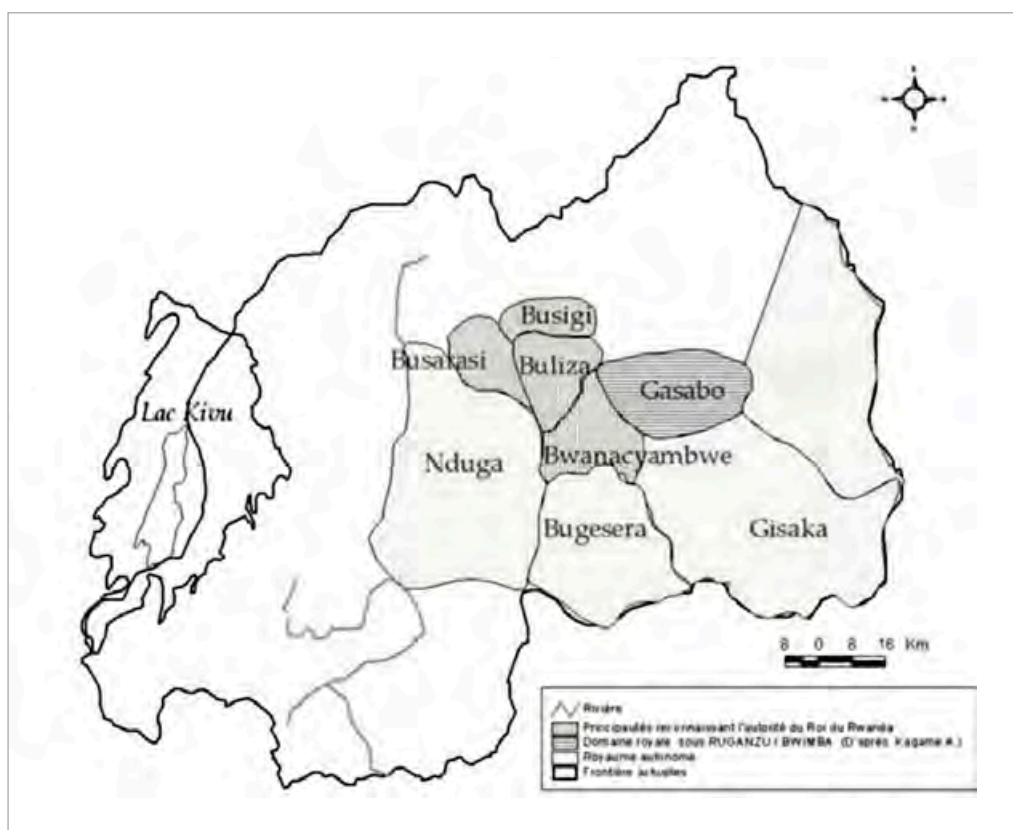 Busigi
Busarasi
Buliza
Gasabo
Lac Kivu
Nduga
Bwanacyambwe
Bugesera
Gisaka
8 0 8 16 Km
Rivière
Principautés reconnaissant l'autorité du Roi du Rwanda
Domaine royale sous RUGANZU I BWIMBA (D'après Kagame A.)
Royaume autonome
Frontière actuelles